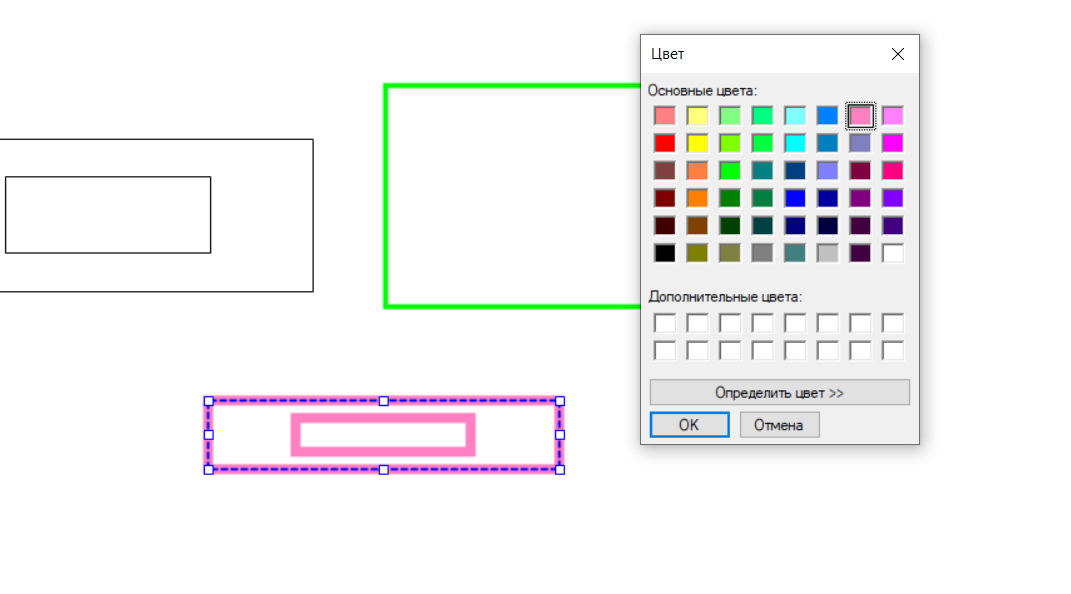 Цвет
Основные цвета:
Дополнительные цвета:
Определить цвет >>
OK
Отмена